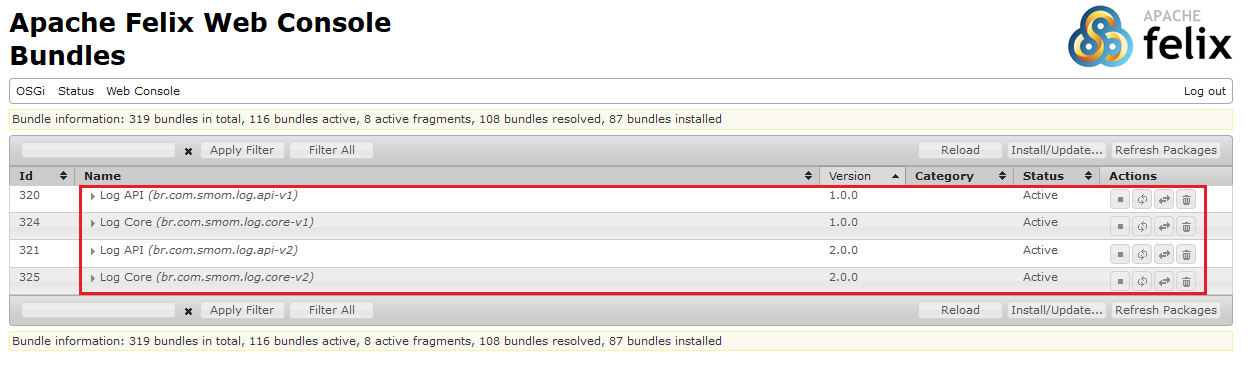 Apache Felix Web Console
Bundles
APACHE
felix
OSGi Status Web Console Log out
Bundle information: 319 bundles in total, 116 bundles active, 8 active fragments, 108 bundles resolved, 87 bundles installed
Apply Filter Filter All Reload Install/Update... Refresh Packages
Id Name Version Category Status Actions
320 Log API (br.com.smom.log.api-v1) 1.0.0 Active
324 Log Core (br.com.smom.log.core-v1) 1.0.0 Active
321 Log API (br.com.smom.log.api-v2) 2.0.0 Active
325 Log Core (br.com.smom.log.core-v2) 2.0.0 Active
Apply Filter Filter All Reload Install/Update... Refresh Packages
Bundle information: 319 bundles in total, 116 bundles active, 8 active fragments, 108 bundles resolved, 87 bundles installed